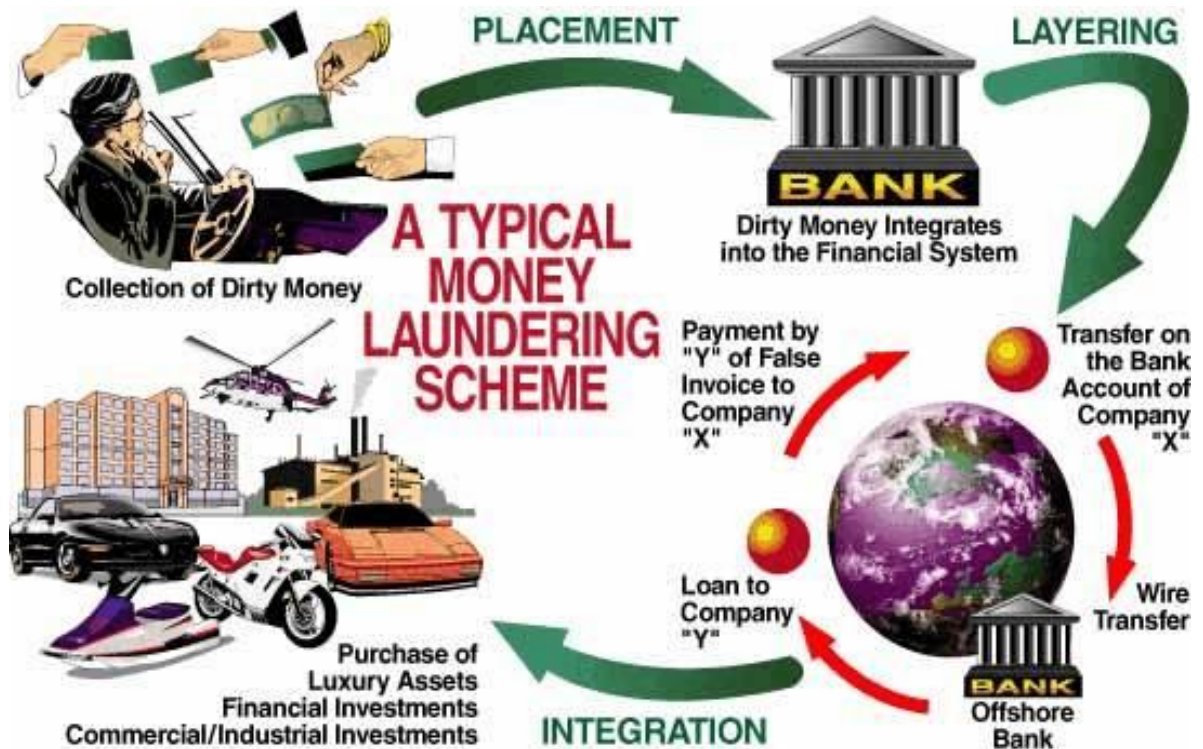 PLACEMENT
LAYERING
BANK
Dirty Money Integrates
into the Financial System
Collection of Dirty Money
A TYPICAL
MONEY
LAUNDERING
SCHEME
Payment by
"Y" of False
Invoice to
Company
"X"
Transfer on
the Bank
Account of
Company
"X"
Wire
Transfer
Loan to
Company
"Y"
BANK
Offshore
Bank
Purchase of
Luxury Assets
Financial Investments
Commercial/Industrial Investments
INTEGRATION